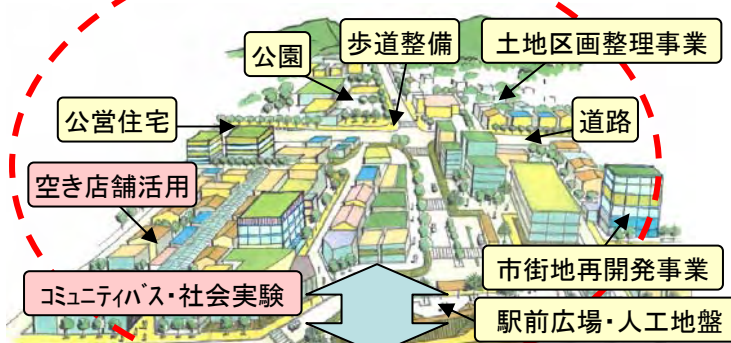 公園
歩道整備
土地区画整理事業
公営住宅
道路
空き店舗活用
市街地再開発事業
ｺﾐｭﾆﾃｨﾊﾞｽ・社会実験
駅前広場・人工地盤